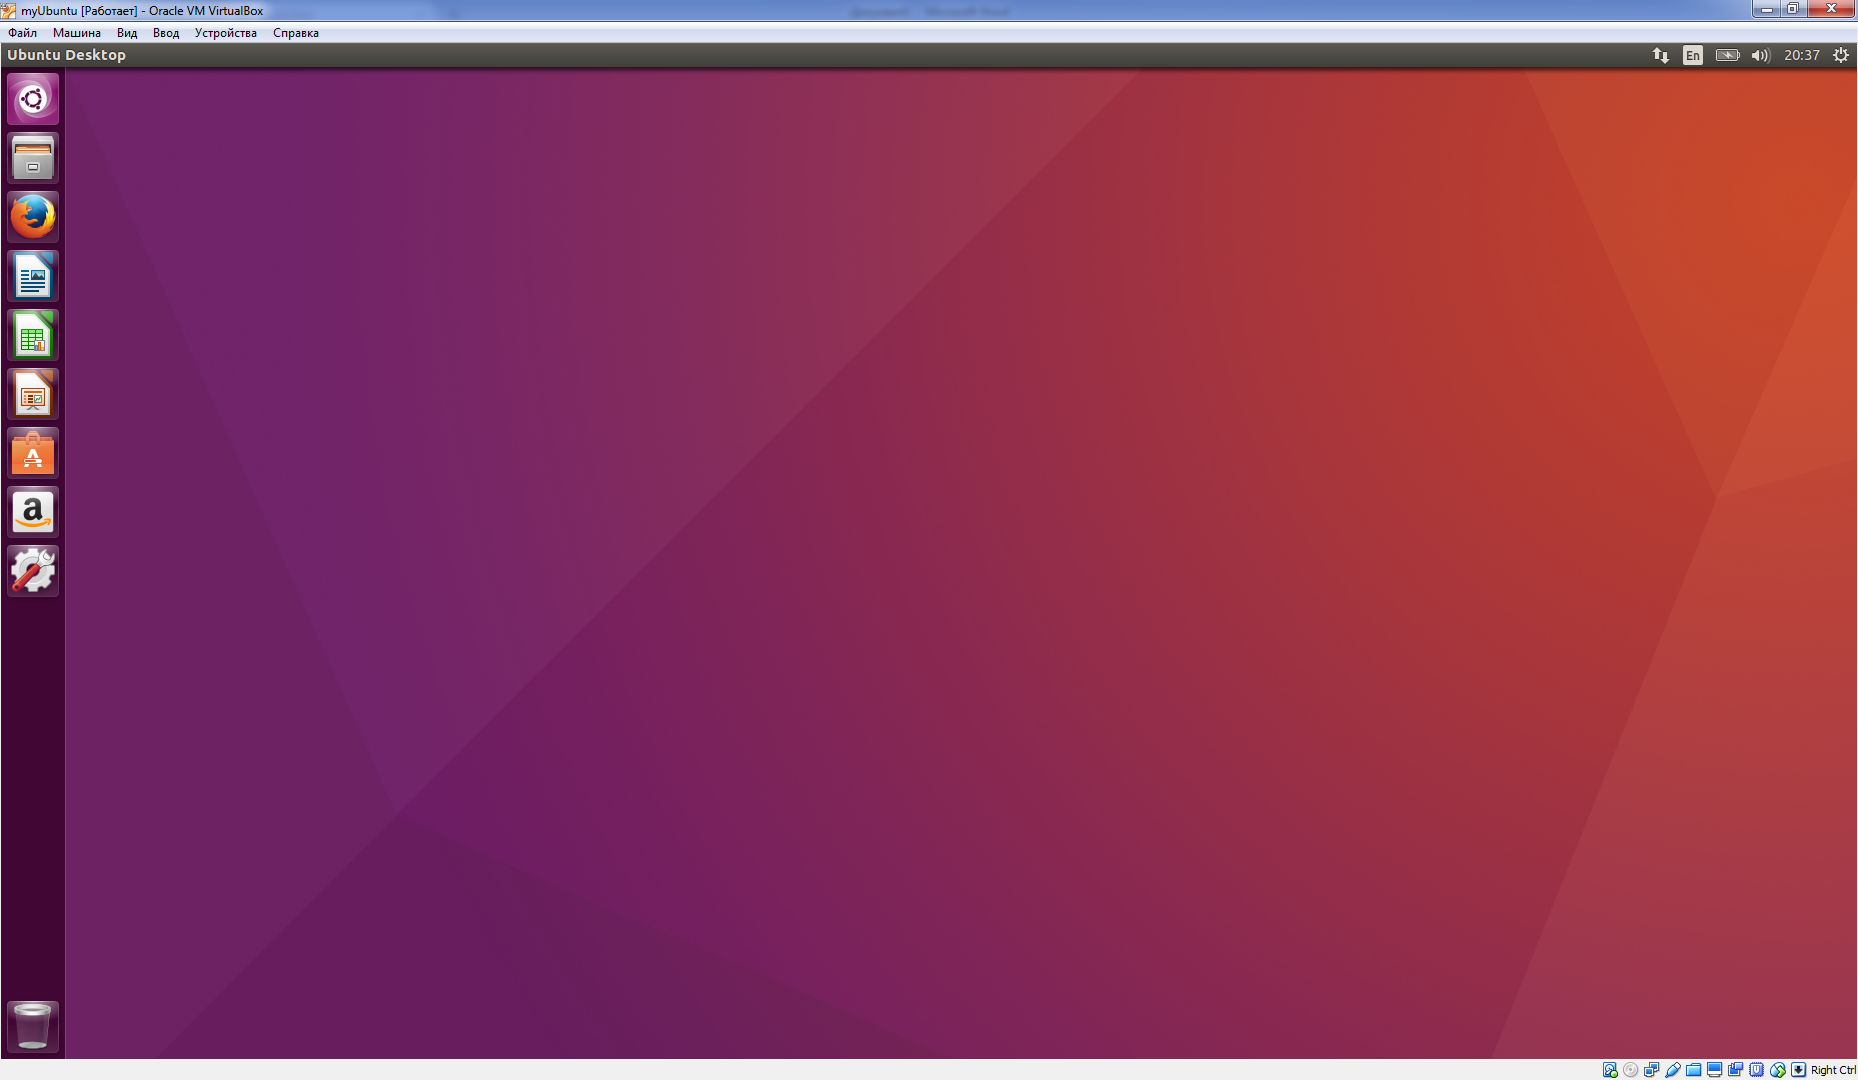 myUbuntu [Работает] - Oracle VM VirtualBox
Файл Машина Вид Ввод Устройства Справка
Ubuntu Desktop En 20:37
A
a
Right Ctrl